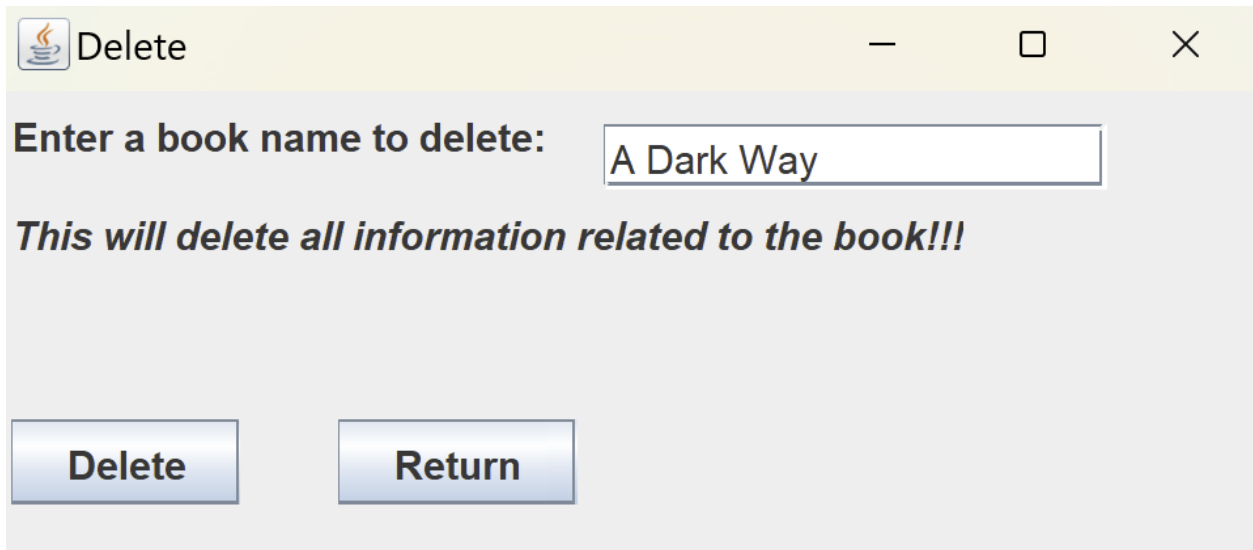 Delete
Enter a book name to delete: A Dark Way
This will delete all information related to the book!!!
Delete Return